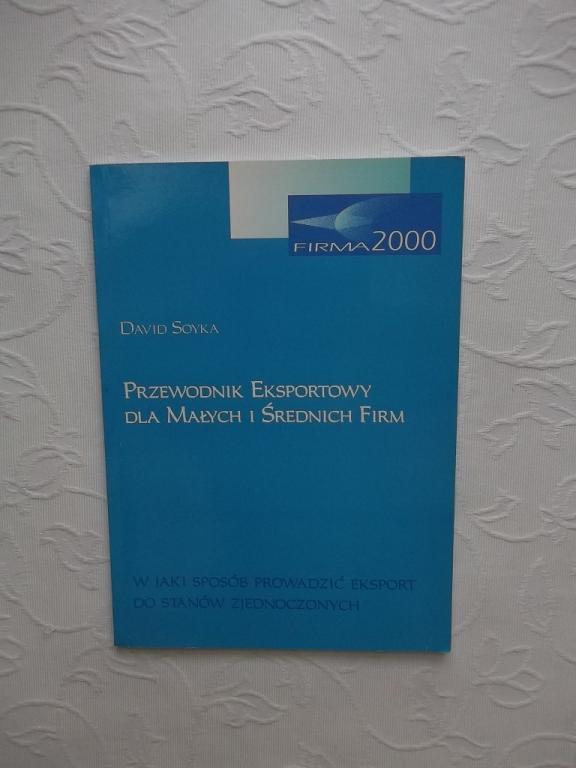 FIRMA2000
DAVID SOYKA
PRZEWODNIK EKSPORTOWY
DLA MAŁYCH I ŚREDNICH FIRM
W JAKI SPOSÓB PROWADZIĆ EKSPORT
DO STANÓW ZJEDNOCZONYCH